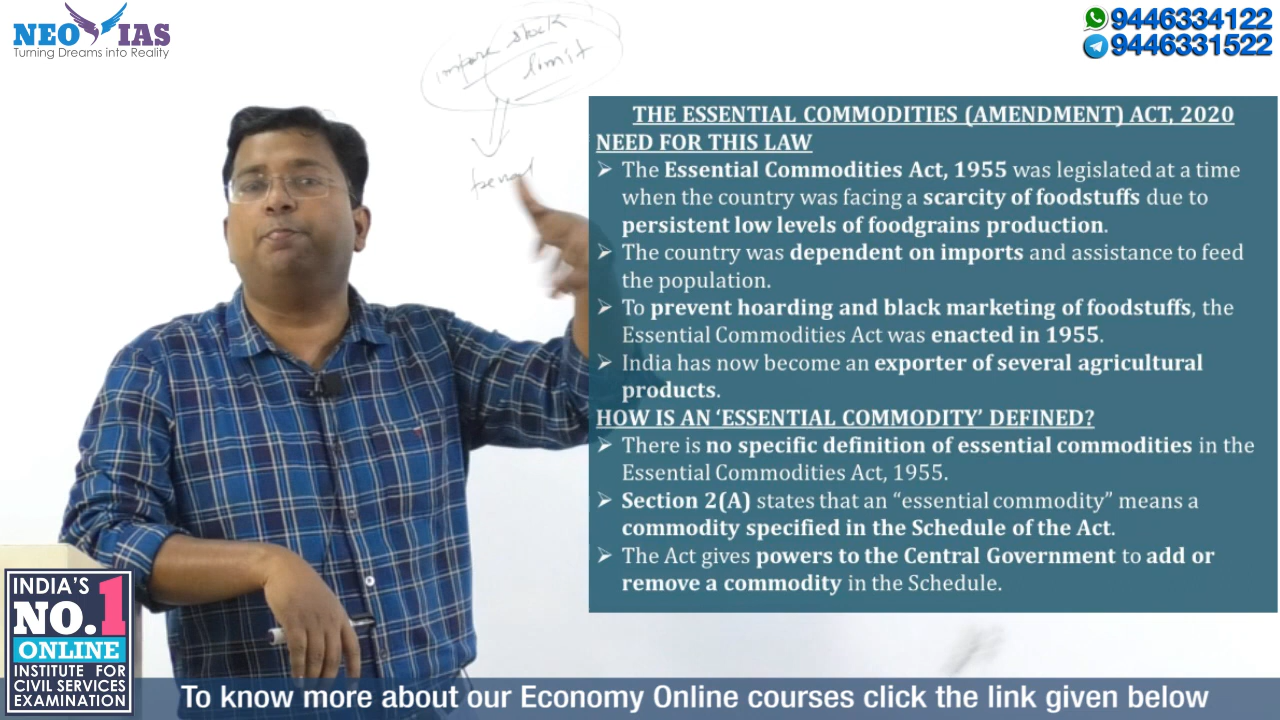 NEO IAS
Turning Dreams into Reality
9446334122
9446331522
impose stock
limit
THE ESSENTIAL COMMODITIES (AMENDMENT) ACT, 2020
NEED FOR THIS LAW
➢ The Essential Commodities Act, 1955 was legislated at a time
when the country was facing a scarcity of foodstuffs due to
persistent low levels of foodgrains production.
➢ The country was dependent on imports and assistance to feed
the population.
➢ To prevent hoarding and black marketing of foodstuffs, the
Essential Commodities Act was enacted in 1955.
➢ India has now become an exporter of several agricultural
products.
HOW IS AN ‘ESSENTIAL COMMODITY’ DEFINED?
➢ There is no specific definition of essential commodities in the
Essential Commodities Act, 1955.
➢ Section 2(A) states that an “essential commodity” means a
commodity specified in the Schedule of the Act.
➢ The Act gives powers to the Central Government to add or
remove a commodity in the Schedule.
INDIA'S
NO.1
ONLINE
INSTITUTE FOR
CIVIL SERVICES
EXAMINATION
To know more about our Economy Online courses click the link given below